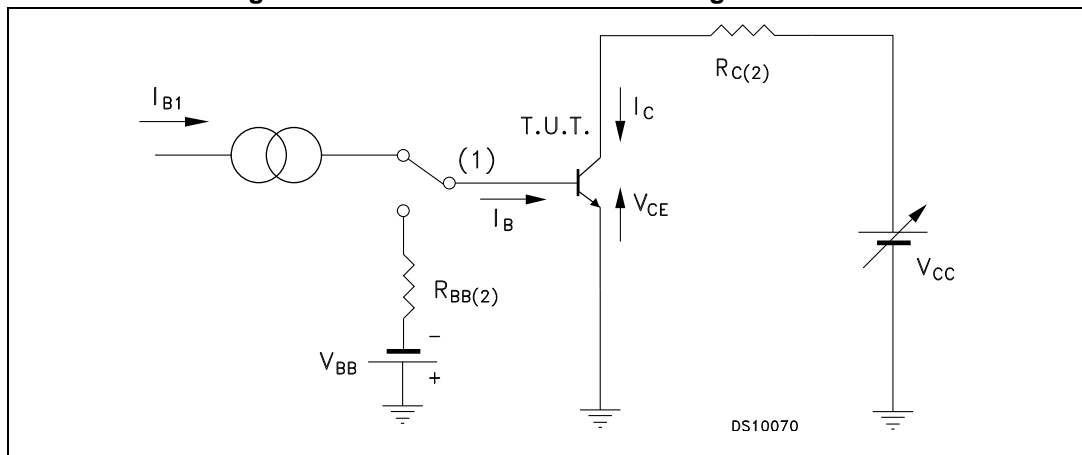 I_B1
R_C(2)
I_C
T.U.T.
(1)
I_B
V_CE
V_CC
R_BB(2)
V_BB
−
+
DS10070